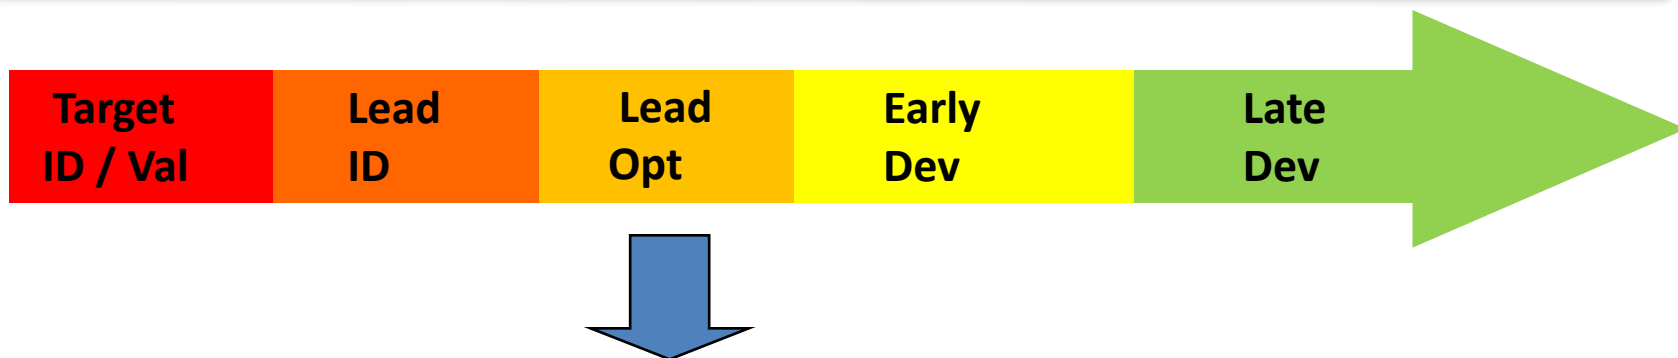 Target
ID / Val
Lead
ID
Lead
Opt
Early
Dev
Late
Dev